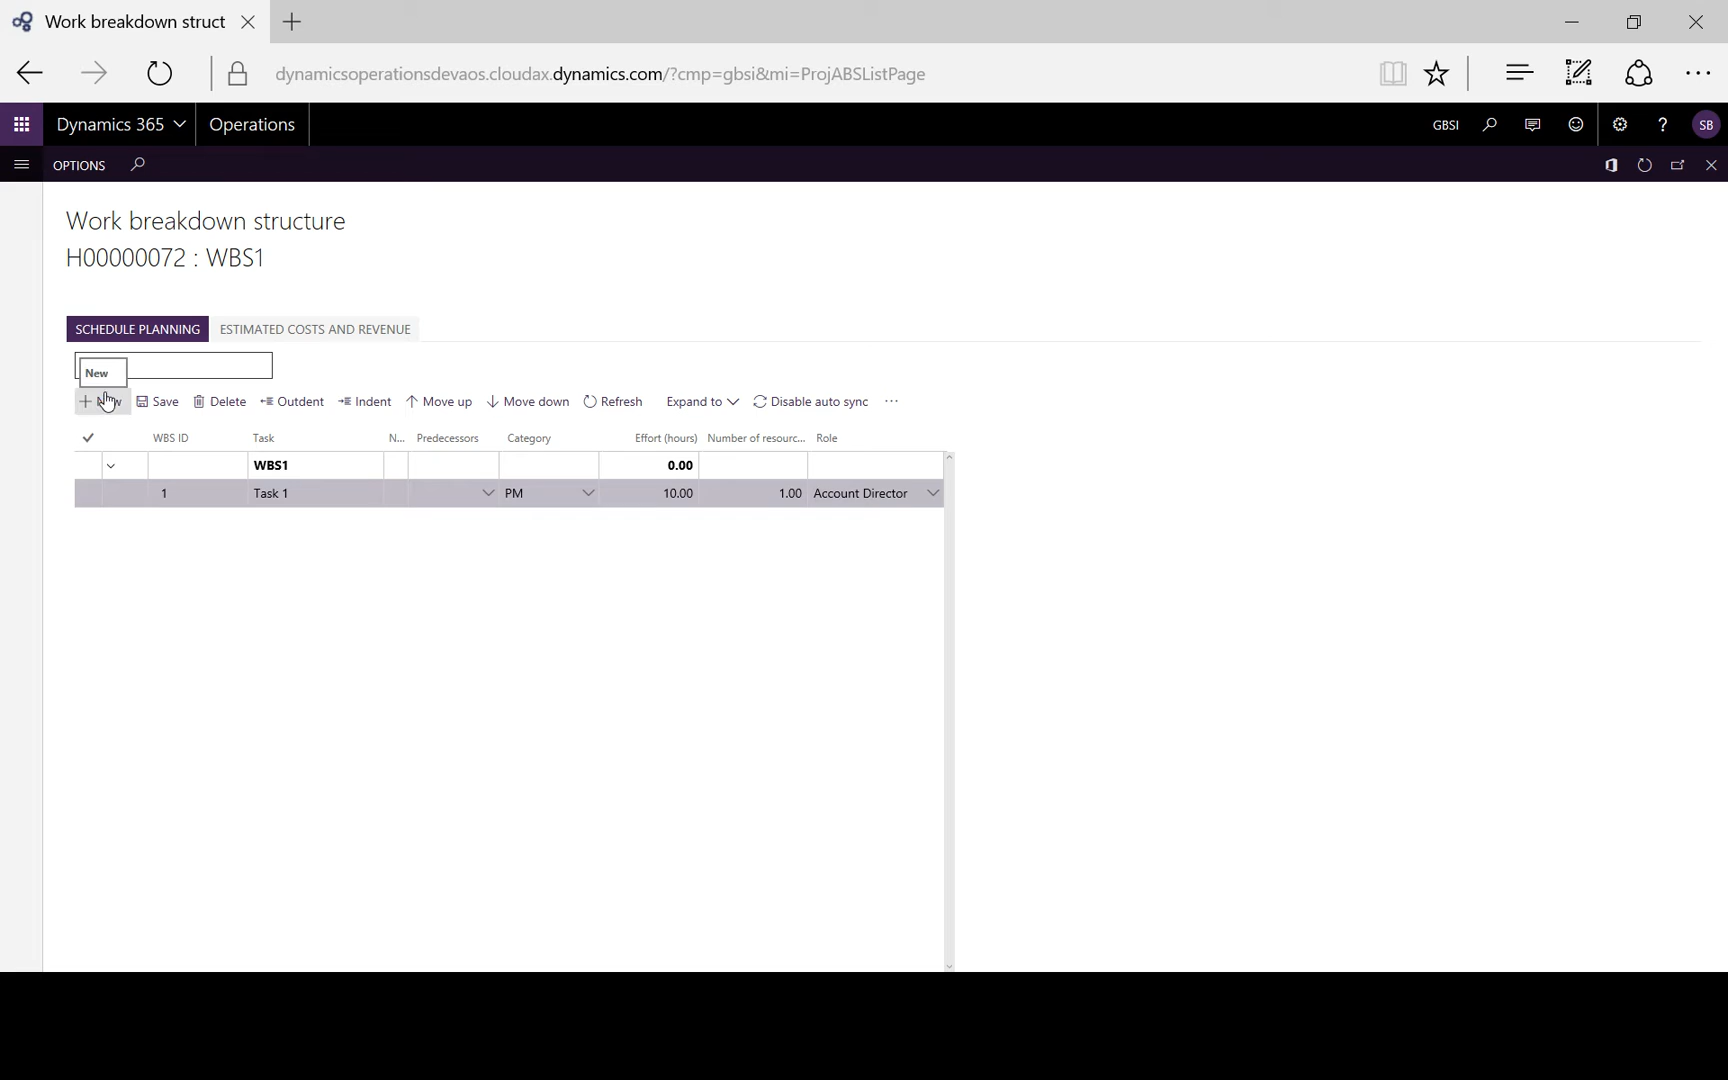 Work breakdown struct
dynamicsoperationsdevaos.cloudax.dynamics.com/?cmp=gbsi&mi=ProjABSListPage
Dynamics 365 Operations GBSI ? SB
OPTIONS
Work breakdown structure
H00000072 : WBS1
SCHEDULE PLANNING ESTIMATED COSTS AND REVENUE
New
Save Delete Outdent Indent Move up Move down Refresh Expand to Disable auto sync ...
WBS ID Task N... Predecessors Category Effort (hours) Number of resourc... Role
WBS1 0.00
1 Task 1 PM 10.00 1.00 Account Director